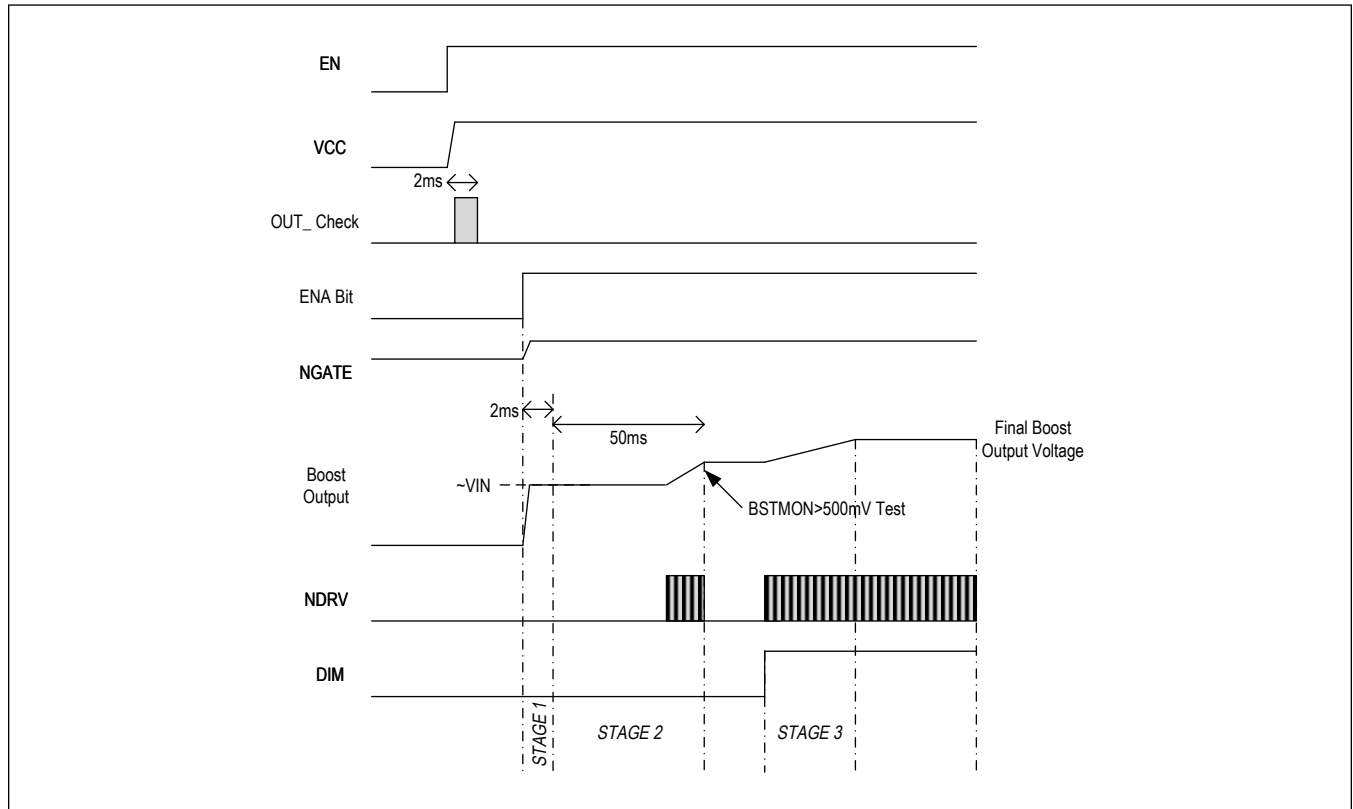 EN
VCC
2ms
OUT_ Check
ENA Bit
NGATE
2ms
50ms
Final Boost
Output Voltage
Boost
Output
~VIN
BSTMON>500mV Test
NDRV
DIM
STAGE 1
STAGE 2
STAGE 3